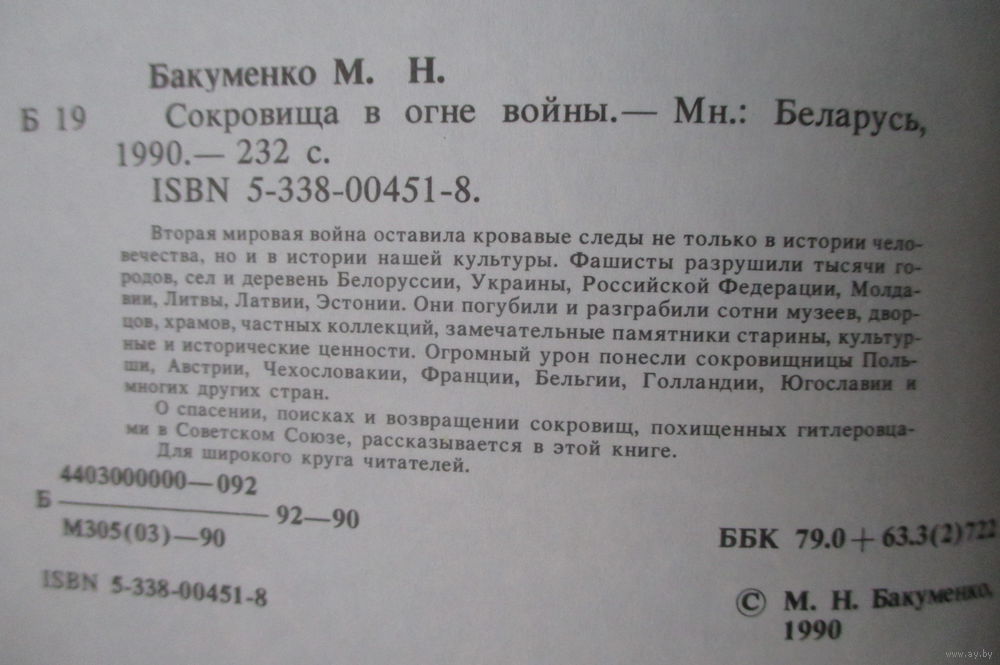 Бакуменко М. Н.
Б 19 Сокровища в огне войны.— Мн.: Беларусь,
1990.— 232 с.
ISBN 5-338-00451-8.
Вторая мировая война оставила кровавые следы не только в истории чело-
вечества, но и в истории нашей культуры. Фашисты разрушили тысячи го-
родов, сел и деревень Белоруссии, Украины, Российской Федерации, Молда-
вии, Литвы, Латвии, Эстонии. Они погубили и разграбили сотни музеев, двор-
цов, храмов, частных коллекций, замечательные памятники старины, культур-
ные и исторические ценности. Огромный урон понесли сокровищницы Поль-
ши, Австрии, Чехословакии, Франции, Бельгии, Голландии, Югославии и
многих других стран.
О спасении, поисках и возвращении сокровищ, похищенных гитлеровца-
ми в Советском Союзе, рассказывается в этой книге.
Для широкого круга читателей.
4403000000—092
Б ————— 92—90
М305(03)—90
ББК 79.0 + 63.3(2)722
ISBN 5-338-00451-8
© М. Н. Бакуменко,
1990
www.ay.by